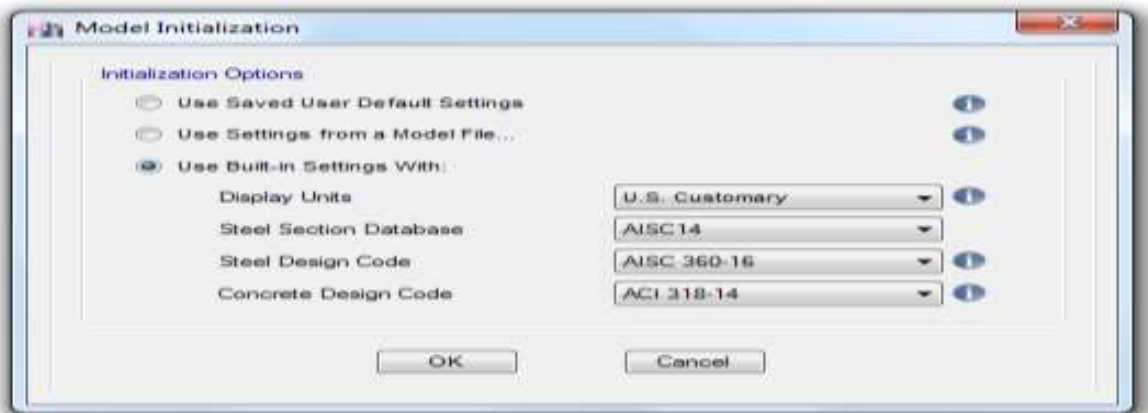 Model Initialization
Initialization Options
Use Saved User Default Settings
Use Settings from a Model File...
Use Built-in Settings With:
Display Units U.S. Customary
Steel Section Database AISC14
Steel Design Code AISC 360-16
Concrete Design Code ACI 318-14
OK Cancel